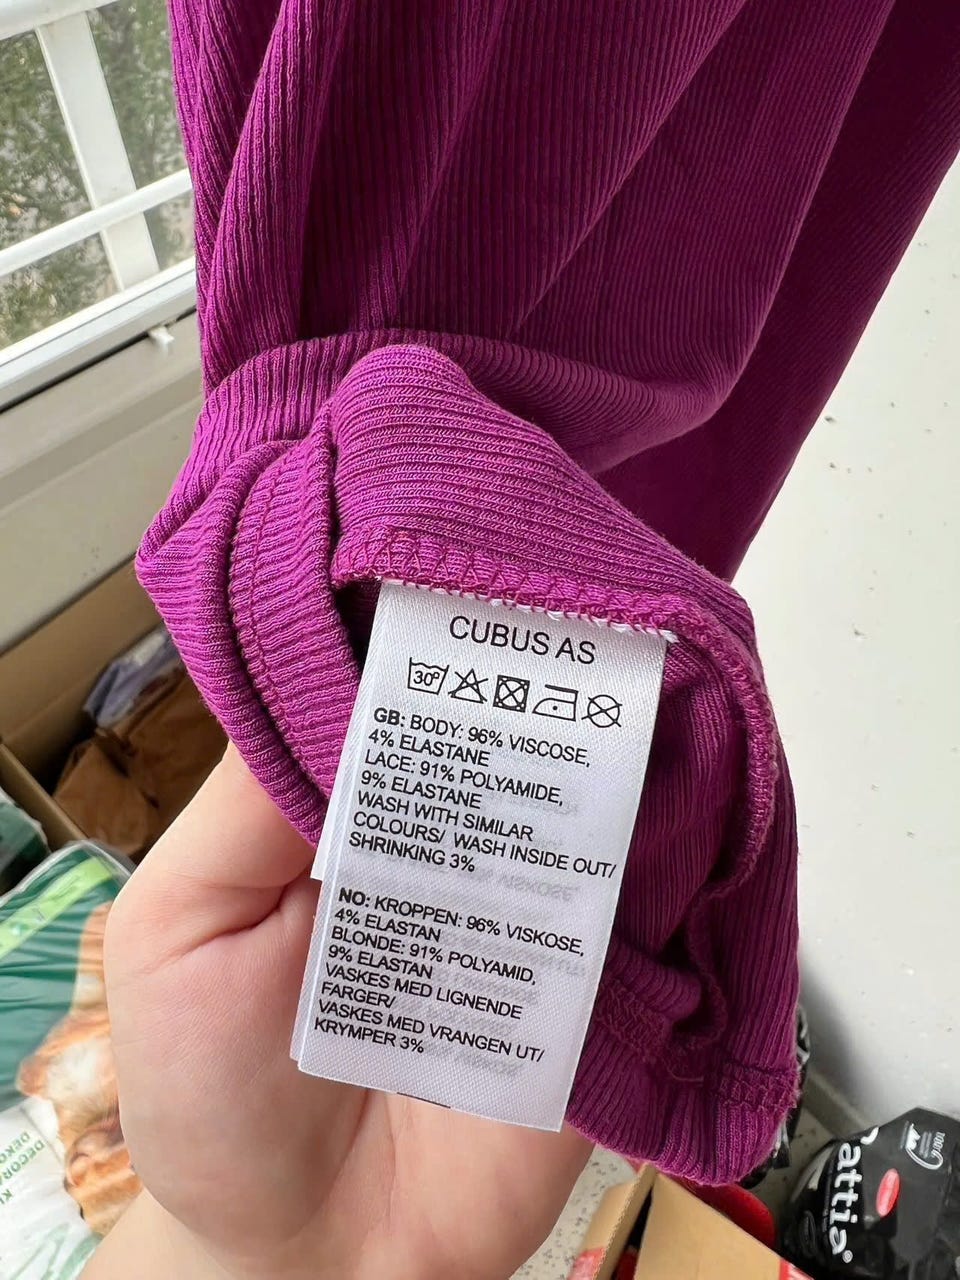 CUBUS AS
30°
GB: BODY: 96% VISCOSE,
4% ELASTANE
LACE: 91% POLYAMIDE,
9% ELASTANE
WASH WITH SIMILAR
COLOURS/ WASH INSIDE OUT/
SHRINKING 3%
NO: KROPPEN: 96% VISKOSE,
4% ELASTAN
BLONDE: 91% POLYAMID,
9% ELASTAN
VASKES MED LIGNENDE
FARGER/
VASKES MED VRANGEN UT/
KRYMPER 3%
attia®
100G